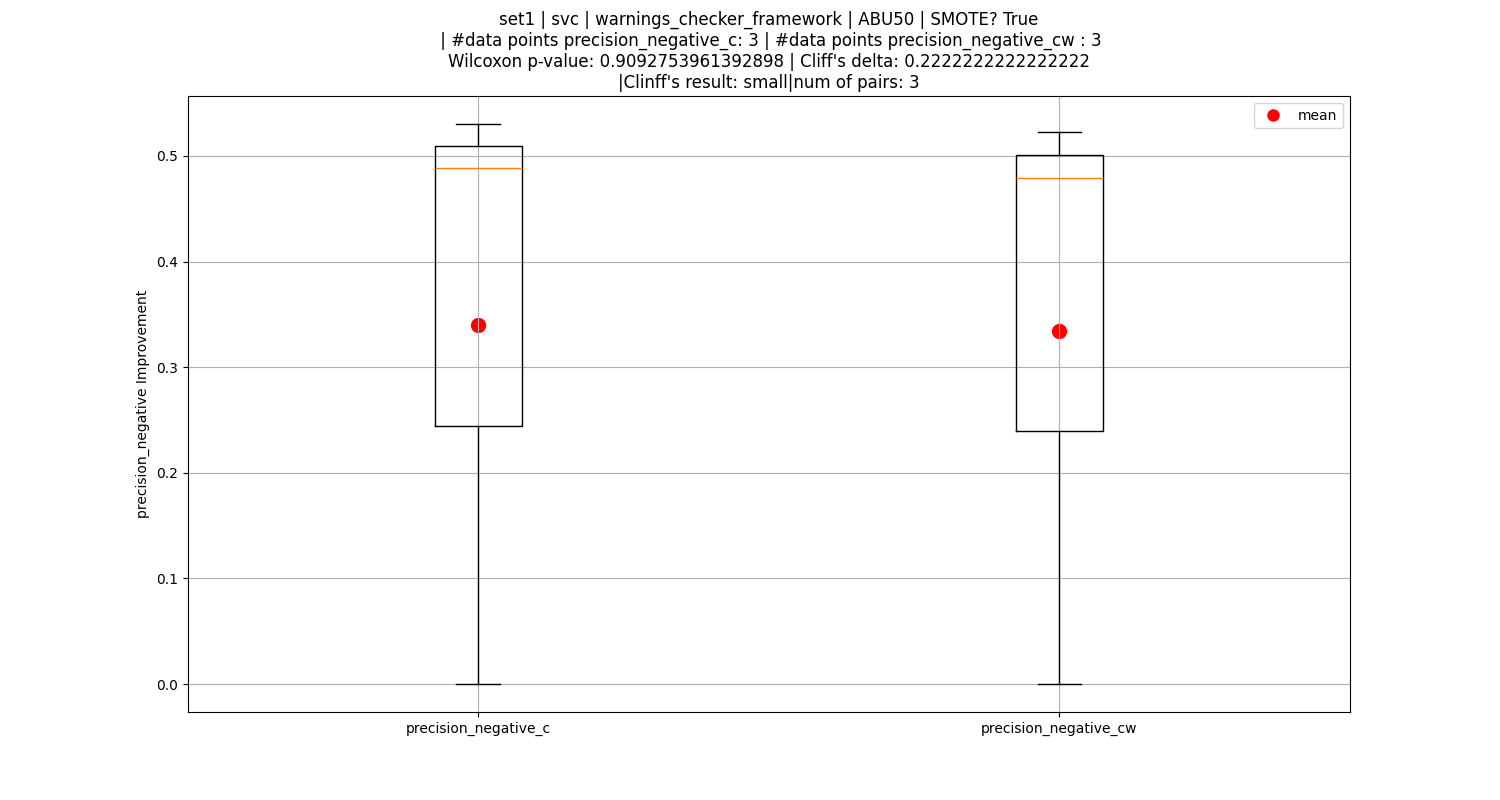 set1 | svc | warnings_checker_framework | ABU50 | SMOTE? True
| #data points precision_negative_c: 3 | #data points precision_negative_cw : 3
Wilcoxon p-value: 0.9092753961392898 | Cliff's delta: 0.2222222222222222
|Clinff's result: small|num of pairs: 3
mean
0.5
0.4
0.3
0.2
0.1
0.0
precision_negative Improvement
precision_negative_c
precision_negative_cw